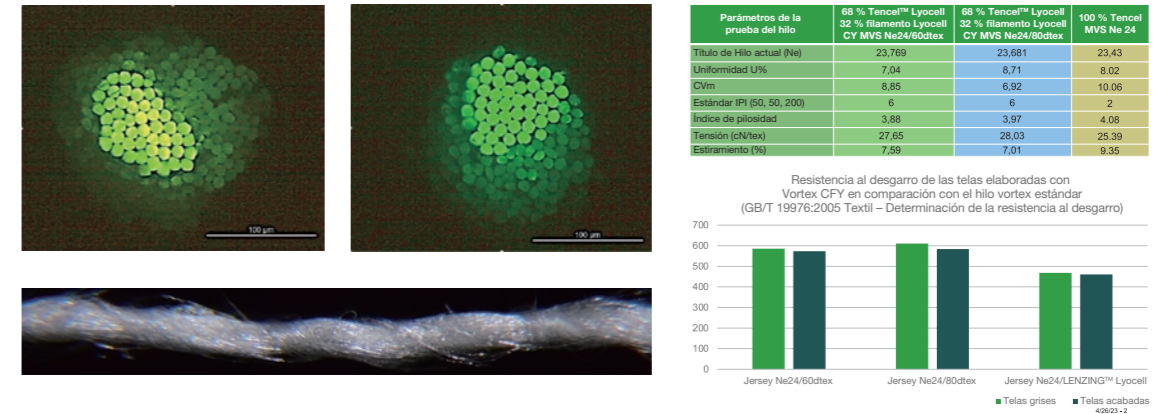 100 µm
100 µm
Parámetros de la prueba del hilo
68 % Tencel™ Lyocell 32 % filamento Lyocell CY MVS Ne24/60dtex
68 % Tencel™ Lyocell 32 % filamento Lyocell CY MVS Ne24/80dtex
100 % Tencel MVS Ne 24
Título de Hilo actual (Ne) 23,769 23,681 23,43
Uniformidad U% 7,04 8,71 8.02
CVm 8,85 6,92 10.06
Estándar IPI (50, 50, 200) 6 6 2
Índice de pilosidad 3,88 3,97 4.08
Tensión (cN/tex) 27,65 28,03 25.39
Estiramiento (%) 7,59 7,01 9.35
Resistencia al desgarro de las telas elaboradas con
Vortex CFY en comparación con el hilo vortex estándar
(GB/T 19976:2005 Textil – Determinación de la resistencia al desgarro)
700
600
500
400
300
200
100
0
Jersey Ne24/60dtex Jersey Ne24/80dtex Jersey Ne24/LENZING™ Lyocell
Telas grises Telas acabadas
4/26/23 - 2